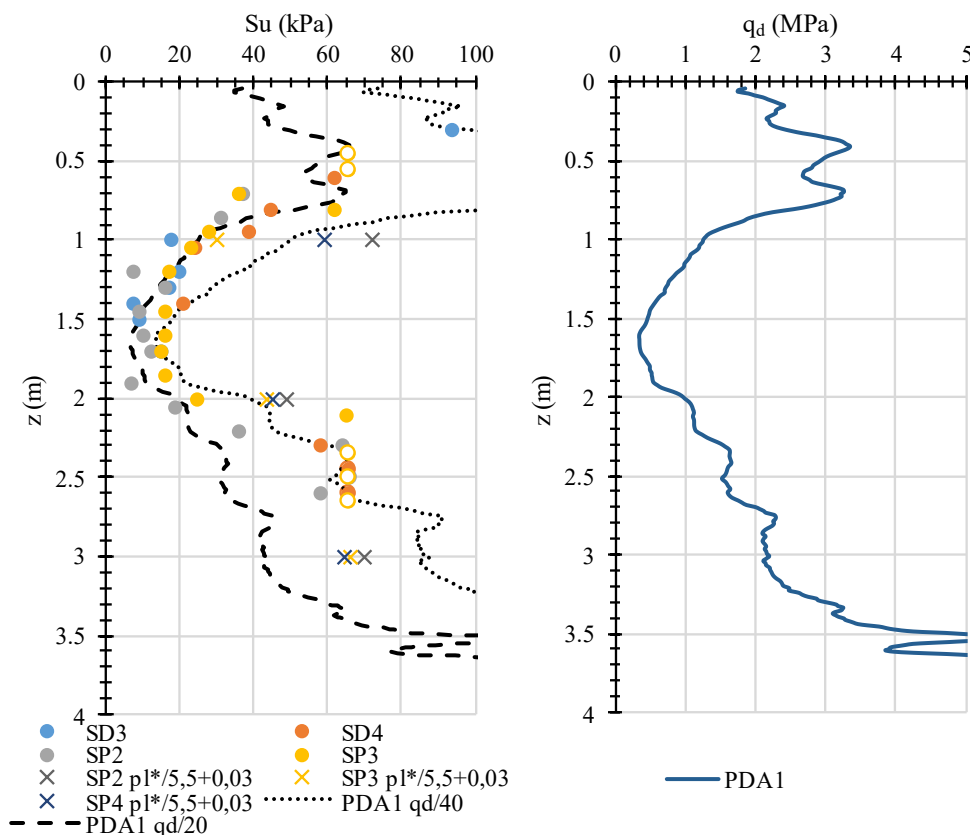 Su (kPa)
0 20 40 60 80 100
0
0.5
1
1.5
2
2.5
3
3.5
4
z (m)
SD3
SD4
SP2
SP3
SP2 pl*/5,5+0,03
SP3 pl*/5,5+0,03
SP4 pl*/5,5+0,03
PDA1 qd/40
PDA1 qd/20
qd (MPa)
0 1 2 3 4 5
0
0.5
1
1.5
2
2.5
3
3.5
4
z (m)
PDA1